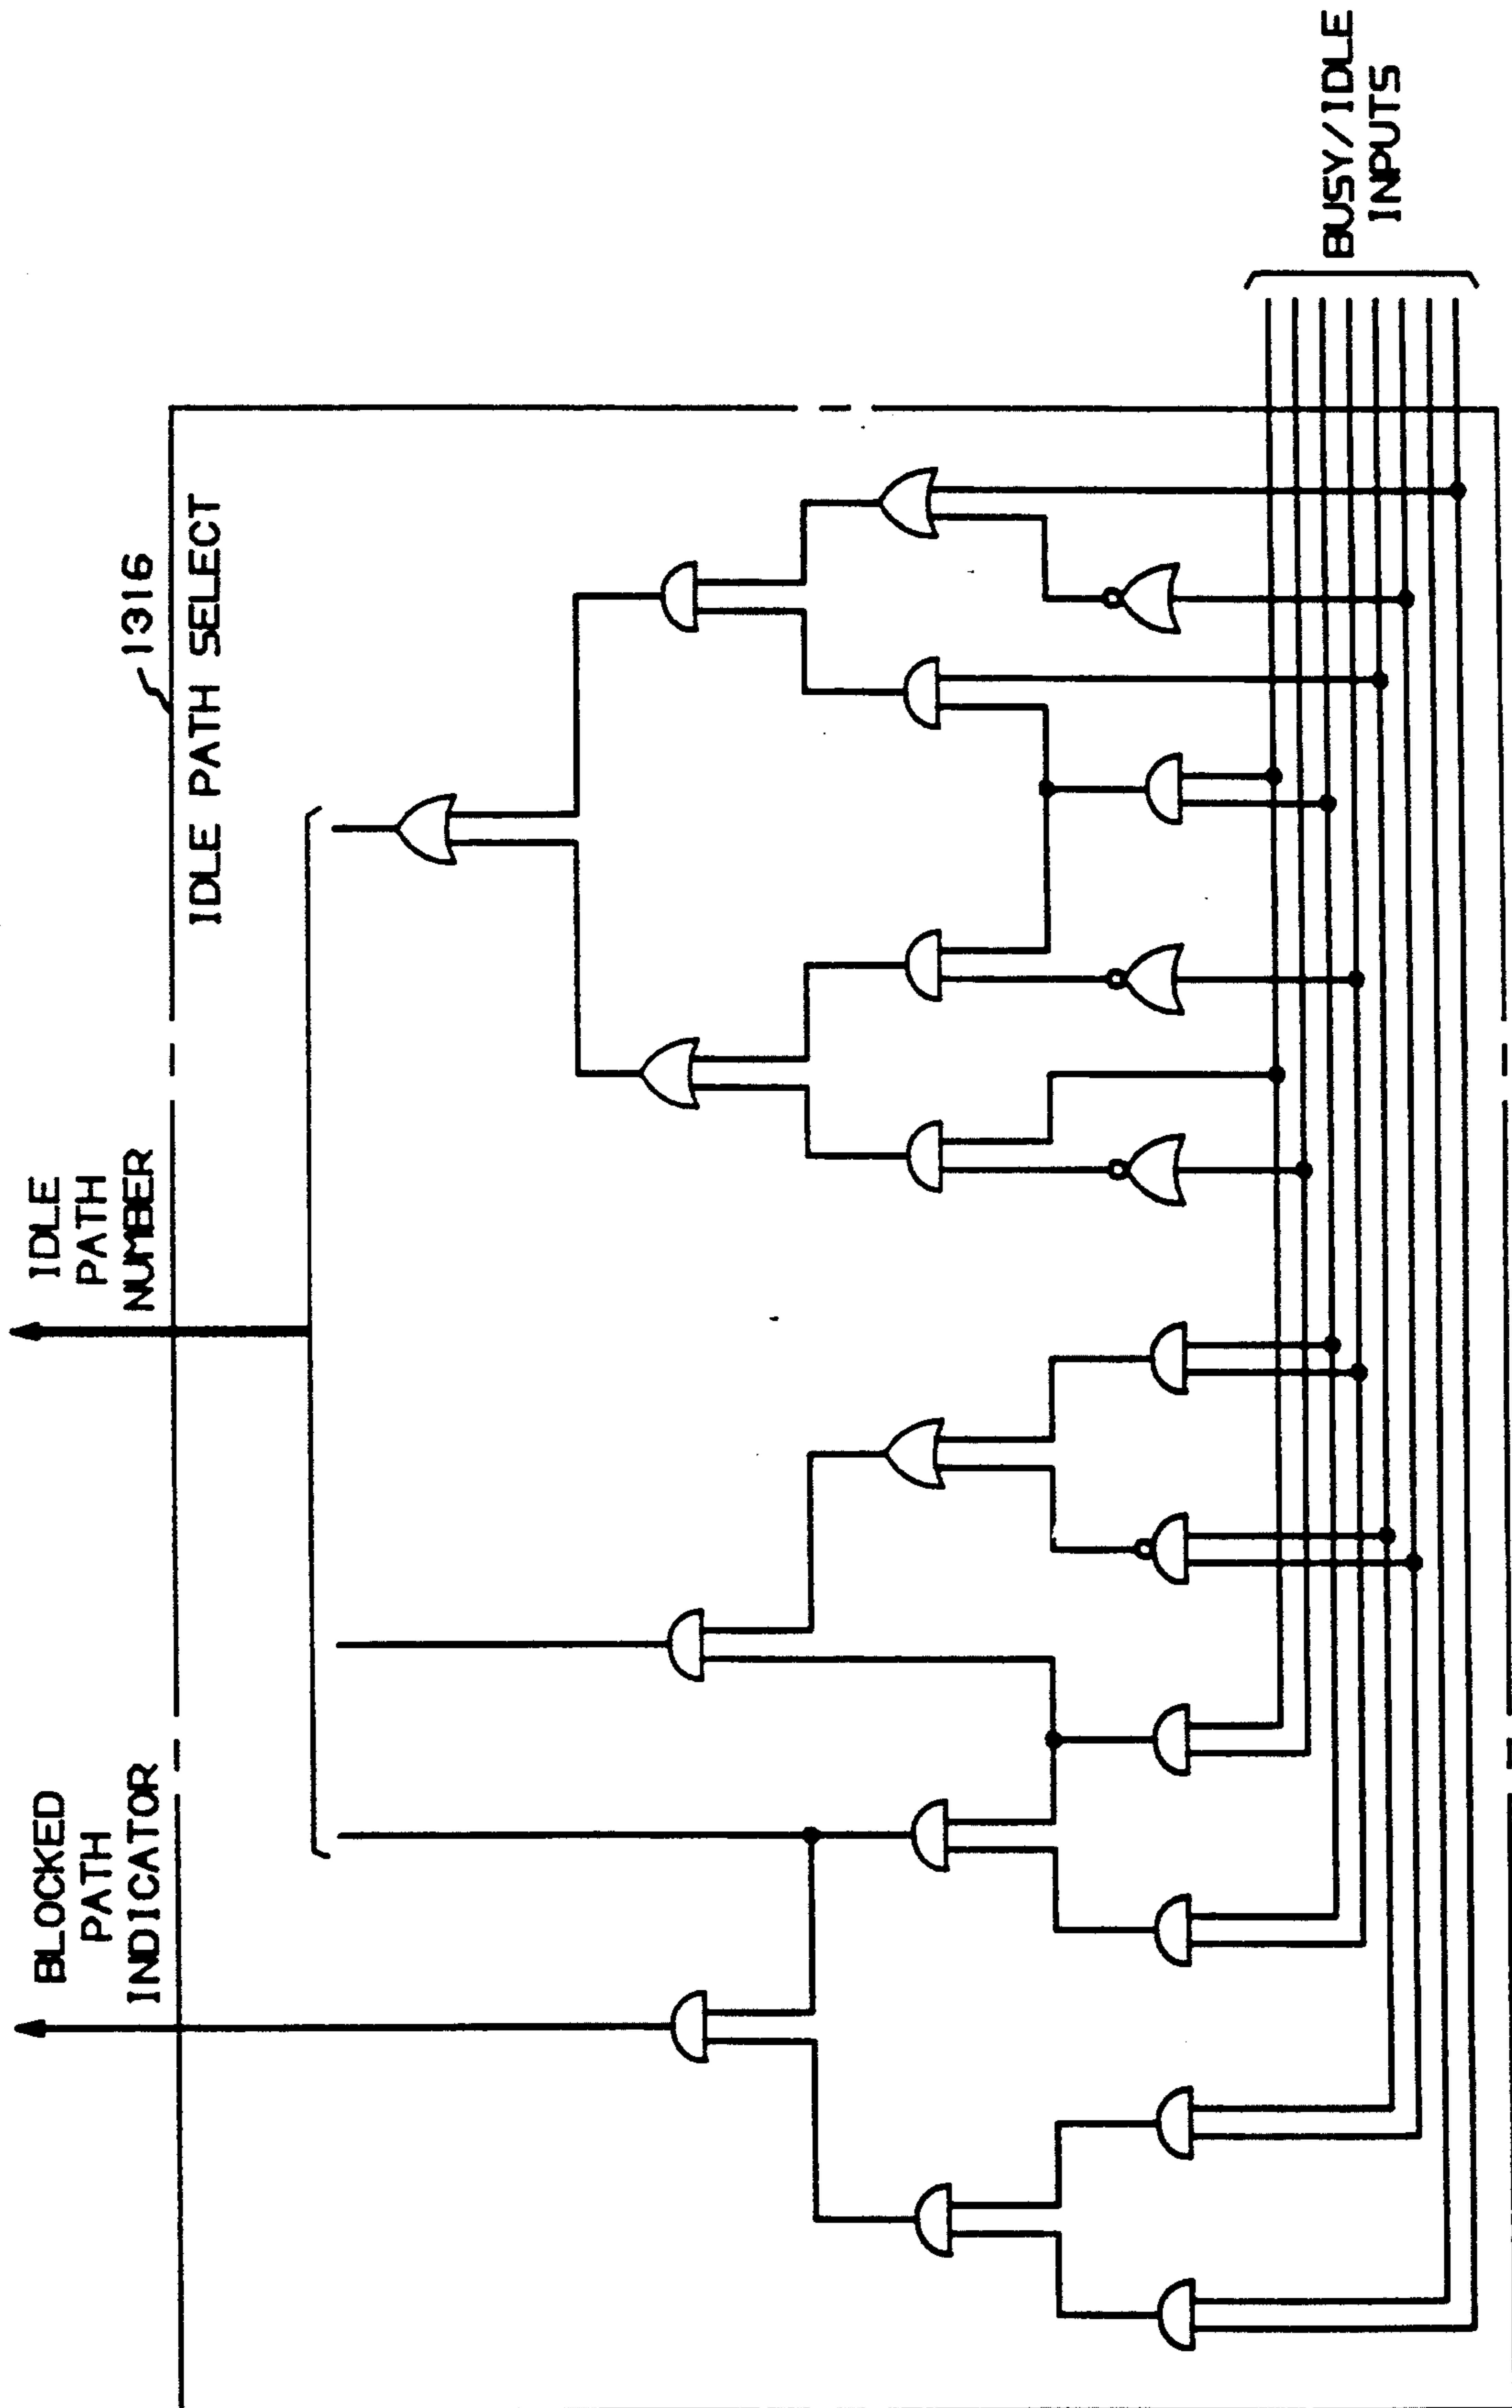 BLOCKED
PATH
INDICATOR
IDLE
PATH
NUMBER
1316
IDLE PATH SELECT
BUSY/IDLE
INPUTS